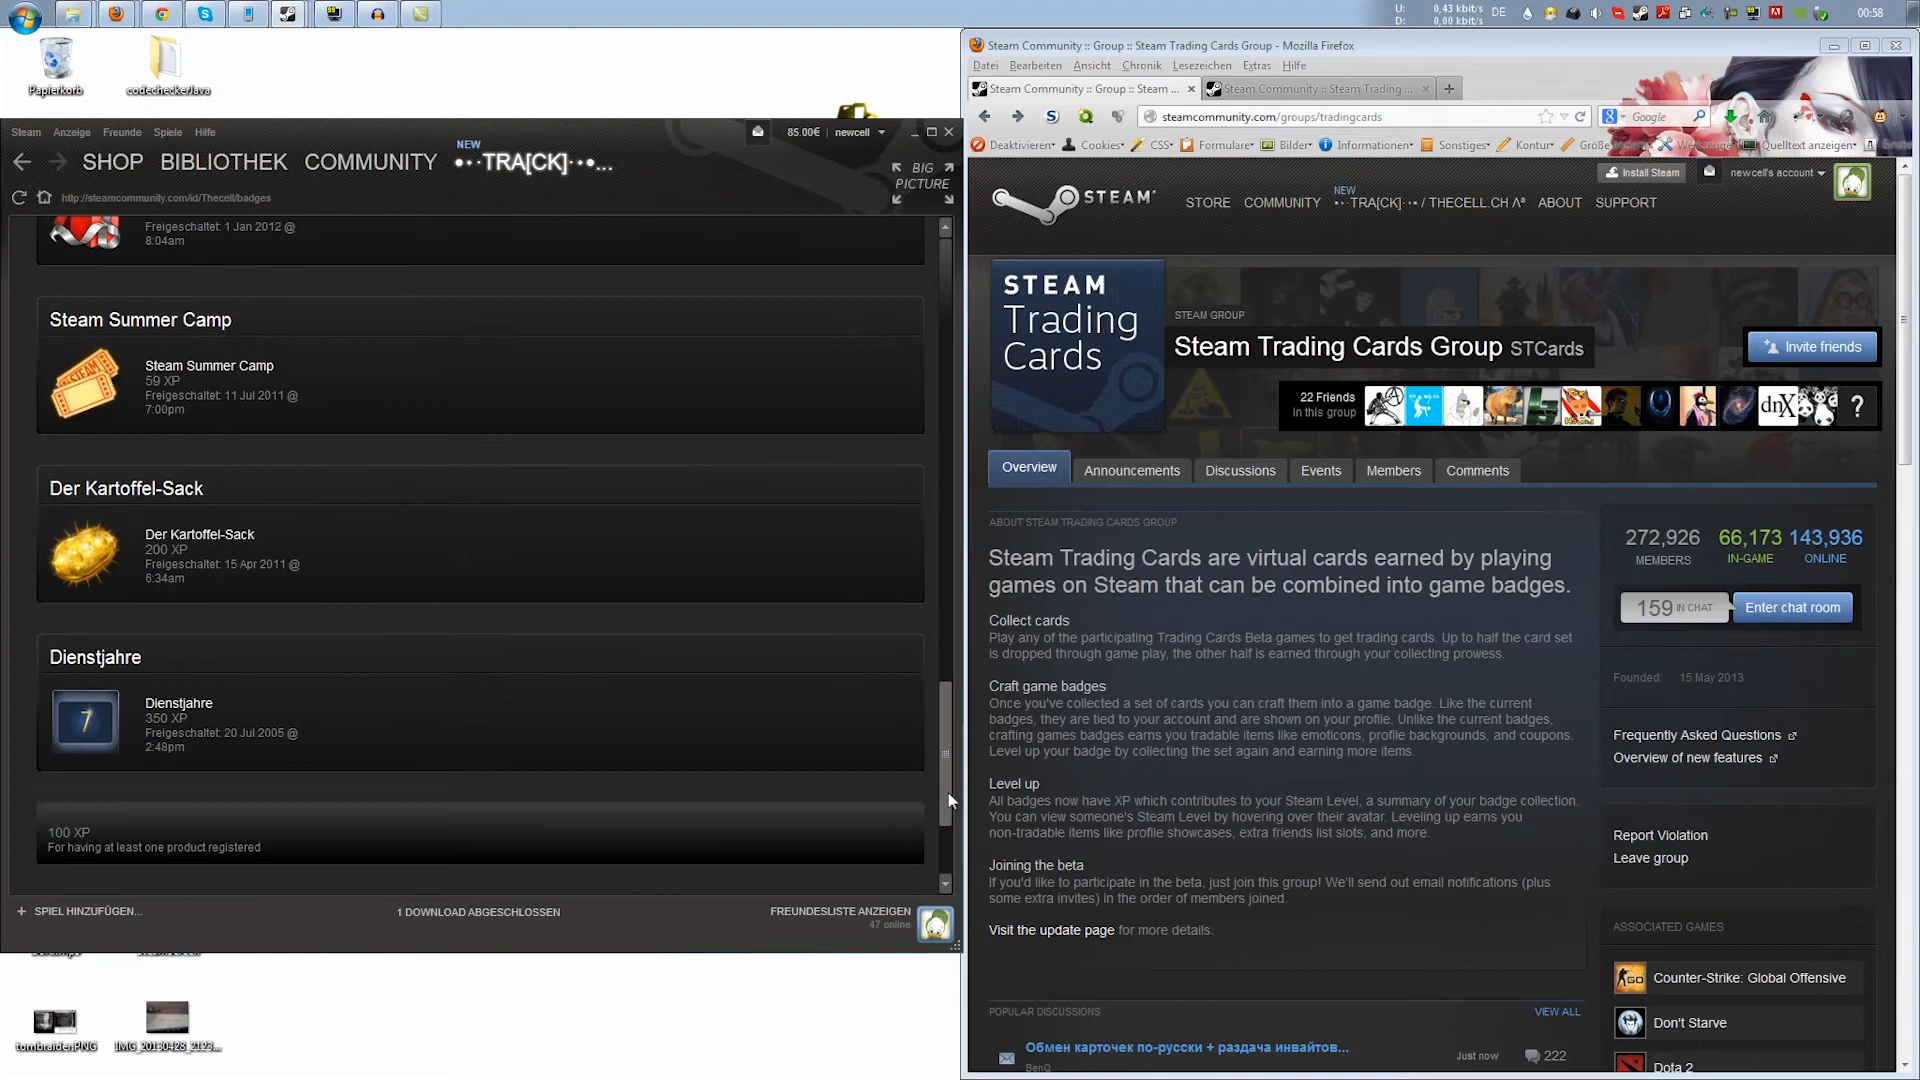 U: 0,43 kbit/s
D: 0,00 kbit/s
DE
00:58
Papierkorb
codecheckerJava
Steam Anzeige Freunde Spiele Hilfe
85.00€ newcell
SHOP BIBLIOTHEK COMMUNITY
NEW
•••TRA[CK]•••...
BIG
PICTURE
http://steamcommunity.com/id/Thecell/badges
Freigeschaltet: 1 Jan 2012 @
8:04am
Steam Summer Camp
Steam Summer Camp
59 XP
Freigeschaltet: 11 Jul 2011 @
7:00pm
Der Kartoffel-Sack
Der Kartoffel-Sack
200 XP
Freigeschaltet: 15 Apr 2011 @
6:34am
Dienstjahre
7
Dienstjahre
350 XP
Freigeschaltet: 20 Jul 2005 @
2:48pm
100 XP
For having at least one product registered
+ SPIEL HINZUFÜGEN...
1 DOWNLOAD ABGESCHLOSSEN
FREUNDESLISTE ANZEIGEN
47 online
tombraider.PNG
IMG_20130428_2123...
Steam Community :: Group :: Steam Trading Cards Group - Mozilla Firefox
Datei Bearbeiten Ansicht Chronik Lesezeichen Extras Hilfe
Steam Community :: Group :: Steam ...
Steam Community :: Steam Trading ...
steamcommunity.com/groups/tradingcards
Google
Deaktivieren Cookies CSS Formulare Bilder Informationen Sonstiges Kontur Größe Werkzeuge Quelltext anzeigen
Install Steam
newcell's account
STEAM
STORE COMMUNITY
NEW
•••TRA[CK]••• / THECELL.CH
ABOUT SUPPORT
STEAM
Trading
Cards
STEAM GROUP
Steam Trading Cards Group STCards
Invite friends
22 Friends
in this group
dnX
?
Overview Announcements Discussions Events Members Comments
ABOUT STEAM TRADING CARDS GROUP
Steam Trading Cards are virtual cards earned by playing
games on Steam that can be combined into game badges.
Collect cards
Play any of the participating Trading Cards Beta games to get trading cards. Up to half the card set
is dropped through game play, the other half is earned through your collecting prowess.
Craft game badges
Once you've collected a set of cards you can craft them into a game badge. Like the current
badges, they are tied to your account and are shown on your profile. Unlike the current badges,
crafting games badges earns you tradable items like emoticons, profile backgrounds, and coupons.
Level up your badge by collecting the set again and earning more items.
Level up
All badges now have XP which contributes to your Steam Level, a summary of your badge collection.
You can view someone's Steam Level by hovering over their avatar. Leveling up earns you
non-tradable items like profile showcases, extra friends list slots, and more.
Joining the beta
If you'd like to participate in the beta, just join this group! We'll send out email notifications (plus
some extra invites) in the order of members joined.
Visit the update page for more details.
POPULAR DISCUSSIONS
VIEW ALL
Обмен карточек по-русски + раздача инвайтов...
BenQ
Just now
222
272,926
MEMBERS
66,173
IN-GAME
143,936
ONLINE
159 IN CHAT
Enter chat room
Founded: 15 May 2013
Frequently Asked Questions
Overview of new features
Report Violation
Leave group
ASSOCIATED GAMES
GO
Counter-Strike: Global Offensive
Don't Starve
Dota 2